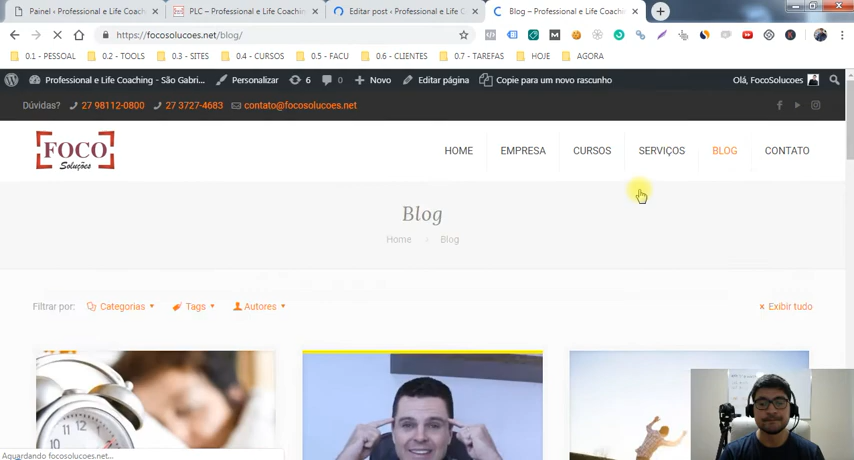 Painel ‹ Professional e Life Coachin
PLC – Professional e Life Coachin
Editar post ‹ Professional e Life C
Blog – Professional e Life Coachin
https://focosolucoes.net/blog/
0.1 - PESSOAL
0.2 - TOOLS
0.3 - SITES
0.4 - CURSOS
0.5 - FACU
0.6 - CLIENTES
0.7 - TAREFAS
HOJE
AGORA
Professional e Life Coaching - São Gabri...
Personalizar
6
0
Novo
Editar página
Copie para um novo rascunho
Olá, FocoSolucoes
Dúvidas?
27 98112-0800
27 3727-4683
contato@focosolucoes.net
FOCO
Soluções
HOME
EMPRESA
CURSOS
SERVIÇOS
BLOG
CONTATO
Blog
Home
Blog
Filtrar por:
Categorias
Tags
Autores
Exibir tudo
Aguardando focosolucoes.net...